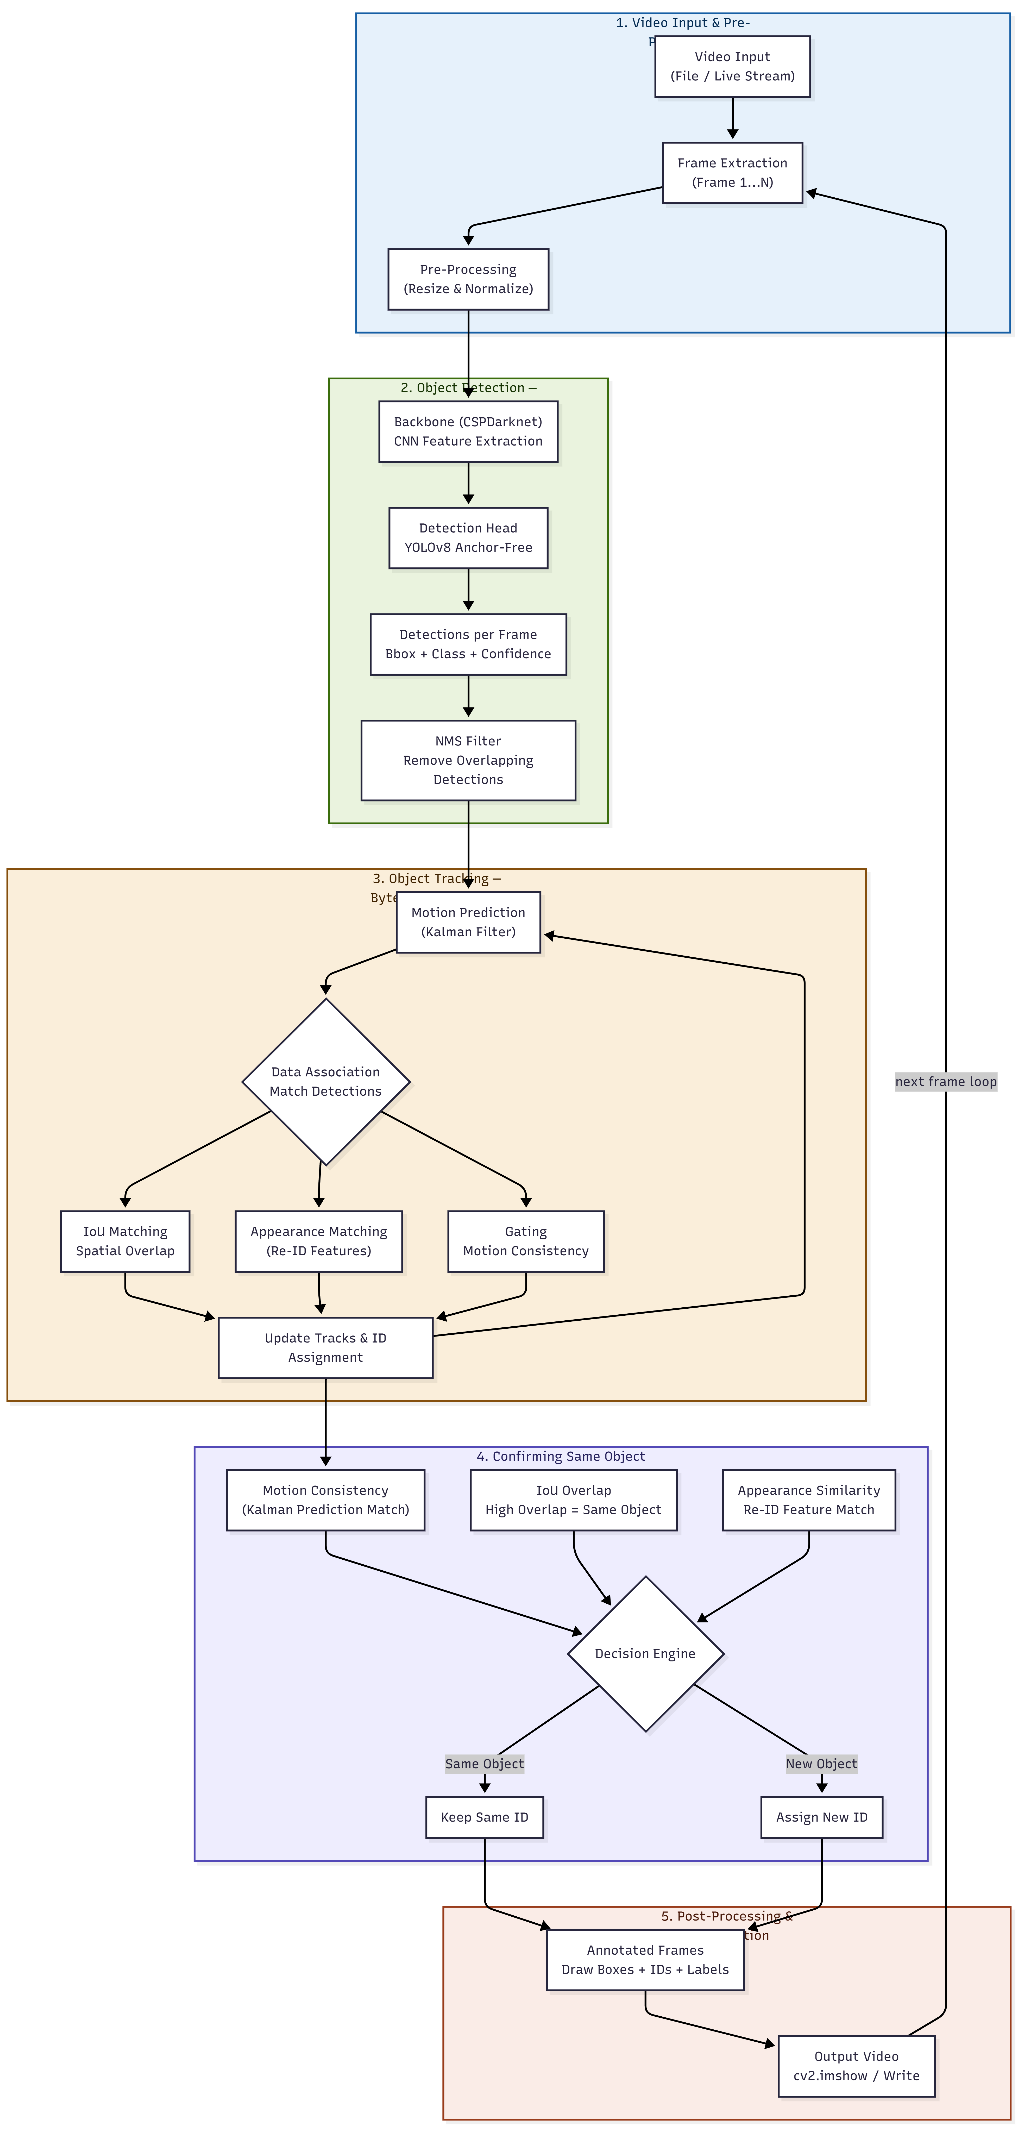 1. Video Input & Pre-
Video Input
(File / Live Stream)
Frame Extraction
(Frame 1...N)
Pre-Processing
(Resize & Normalize)
2. Object Detection —
Backbone (CSPDarknet)
CNN Feature Extraction
Detection Head
YOLOv8 Anchor-Free
Detections per Frame
Bbox + Class + Confidence
NMS Filter
Remove Overlapping
Detections
3. Object Tracking —
Motion Prediction
(Kalman Filter)
Data Association
Match Detections
next frame loop
IoU Matching
Spatial Overlap
Appearance Matching
(Re-ID Features)
Gating
Motion Consistency
Update Tracks & ID
Assignment
4. Confirming Same Object
Motion Consistency
(Kalman Prediction Match)
IoU Overlap
High Overlap = Same Object
Appearance Similarity
Re-ID Feature Match
Decision Engine
Same Object
New Object
Keep Same ID
Assign New ID
5. Post-Processing &
Annotated Frames
Draw Boxes + IDs + Labels
Output Video
cv2.imshow / Write